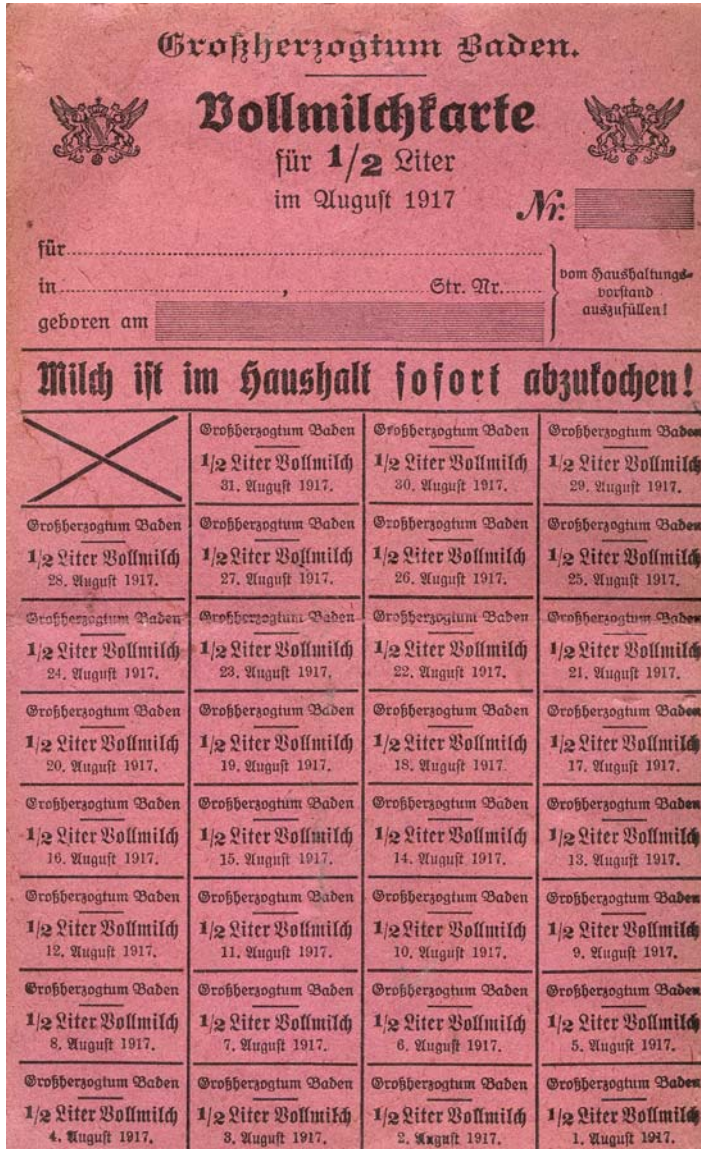 Großherzogtum Baden.
Vollmilchkarte
für 1/2 Liter
im August 1917
Nr.
für
in , Str. Nr.
geboren am
vom Haushaltungs-
vorstand
auszufüllen!
Milch ist im Haushalt sofort abzukochen!
Großherzogtum Baden
1/2 Liter Vollmilch
31. August 1917.
Großherzogtum Baden
1/2 Liter Vollmilch
30. August 1917.
Großherzogtum Baden
1/2 Liter Vollmilch
29. August 1917.
Großherzogtum Baden
1/2 Liter Vollmilch
28. August 1917.
Großherzogtum Baden
1/2 Liter Vollmilch
27. August 1917.
Großherzogtum Baden
1/2 Liter Vollmilch
26. August 1917.
Großherzogtum Baden
1/2 Liter Vollmilch
25. August 1917.
Großherzogtum Baden
1/2 Liter Vollmilch
24. August 1917.
Großherzogtum Baden
1/2 Liter Vollmilch
23. August 1917.
Großherzogtum Baden
1/2 Liter Vollmilch
22. August 1917.
Großherzogtum Baden
1/2 Liter Vollmilch
21. August 1917.
Großherzogtum Baden
1/2 Liter Vollmilch
20. August 1917.
Großherzogtum Baden
1/2 Liter Vollmilch
19. August 1917.
Großherzogtum Baden
1/2 Liter Vollmilch
18. August 1917
Großherzogtum Baden
1/2 Liter Vollmilch
17. August 1917.
Großherzogtum Baden
1/2 Liter Vollmilch
16. August 1917.
Großherzogtum Baden
1/2 Liter Vollmilch
15. August 1917.
Großherzogtum Baden
1/2 Liter Vollmilch
14. August 1917.
Großherzogtum Baden
1/2 Liter Vollmilch
13. August 1917.
Großherzogtum Baden
1/2 Liter Vollmilch
12. August 1917.
Großherzogtum Baden
1/2 Liter Vollmilch
11. August 1917.
Großherzogtum Baden
1/2 Liter Vollmilch
10. August 1917.
Großherzogtum Baden
1/2 Liter Vollmilch
9. August 1917.
Großherzogtum Baden
1/2 Liter Vollmilch
8. August 1917.
Großherzogtum Baden
1/2 Liter Vollmilch
7. August 1917.
Großherzogtum Baden
1/2 Liter Vollmilch
6. August 1917.
Großherzogtum Baden
1/2 Liter Vollmilch
5. August 1917.
Großherzogtum Baden
1/2 Liter Vollmilch
4. August 1917.
Großherzogtum Baden
1/2 Liter Vollmilch
3. August 1917.
Großherzogtum Baden
1/2 Liter Vollmilch
2. August 1917.
Großherzogtum Baden
1/2 Liter Vollmilch
1. August 1917.